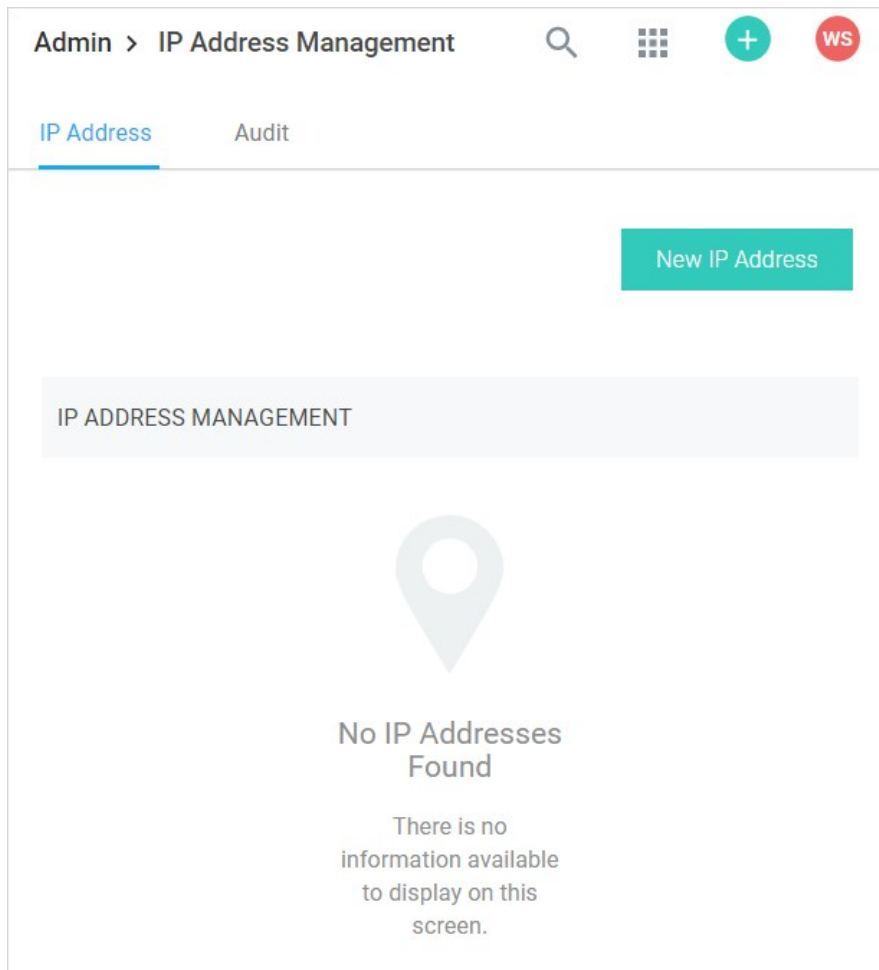 Admin > IP Address Management
WS
IP Address Audit
New IP Address
IP ADDRESS MANAGEMENT
No IP Addresses
Found
There is no
information available
to display on this
screen.